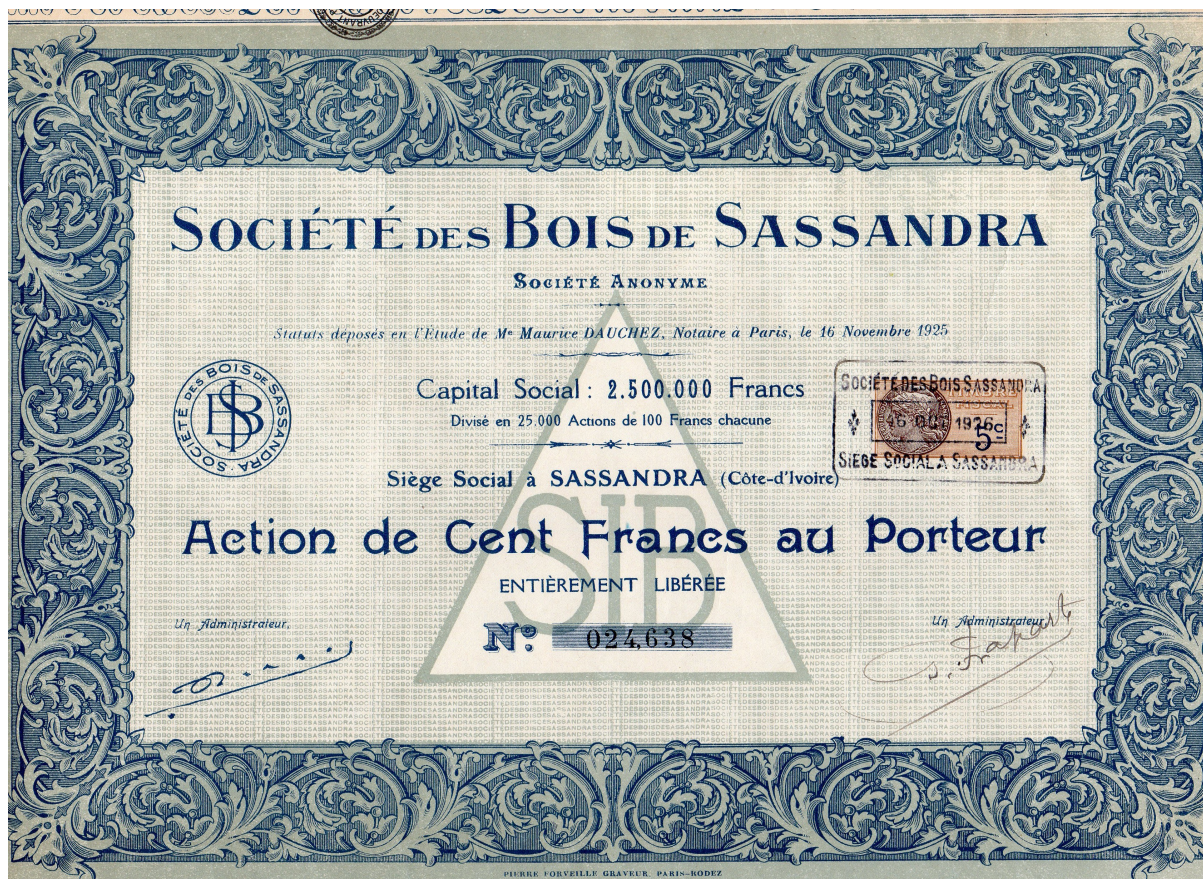 SOCIÉTÉ DES BOIS DE SASSANDRA
SOCIÉTÉ ANONYME
Statuts déposés en l'Etude de Me Maurice DAUCHEZ, Notaire à Paris, le 16 Novembre 1925
SOCIÉTÉ DES BOIS DE SASSANDRA
SIB
Capital Social : 2.500.000 Francs
Divisé en 25.000 Actions de 100 Francs chacune
SOCIÉTÉ DES BOIS SASSANDRA
1926
5c
SIÈGE SOCIAL A SASSANDRA
Siège Social à SASSANDRA (Côte-d'Ivoire)
SIB
Action de Cent Francs au Porteur
ENTIÈREMENT LIBÉRÉE
Un Administrateur,
No. 024,638
Un Administrateur,
PIERRE FORVEILLE GRAVEUR PARIS-RODEZ